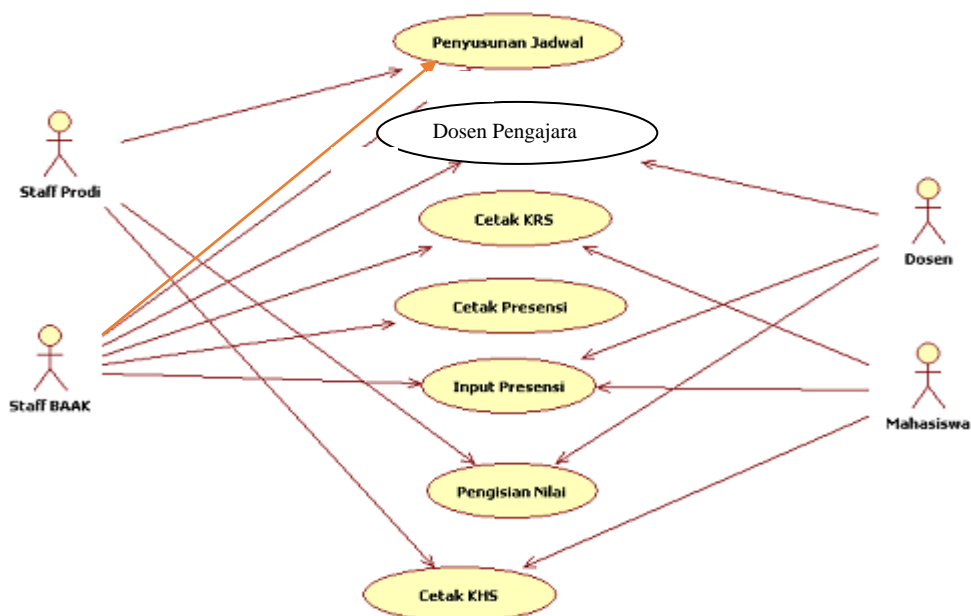 Penyusunan Jadwal
Dosen Pengajara
Staff Prodi
Cetak KRS
Dosen
Cetak Presensi
Input Presensi
Staff BAAK
Mahasiswa
Pengisian Nilai
Cetak KHS